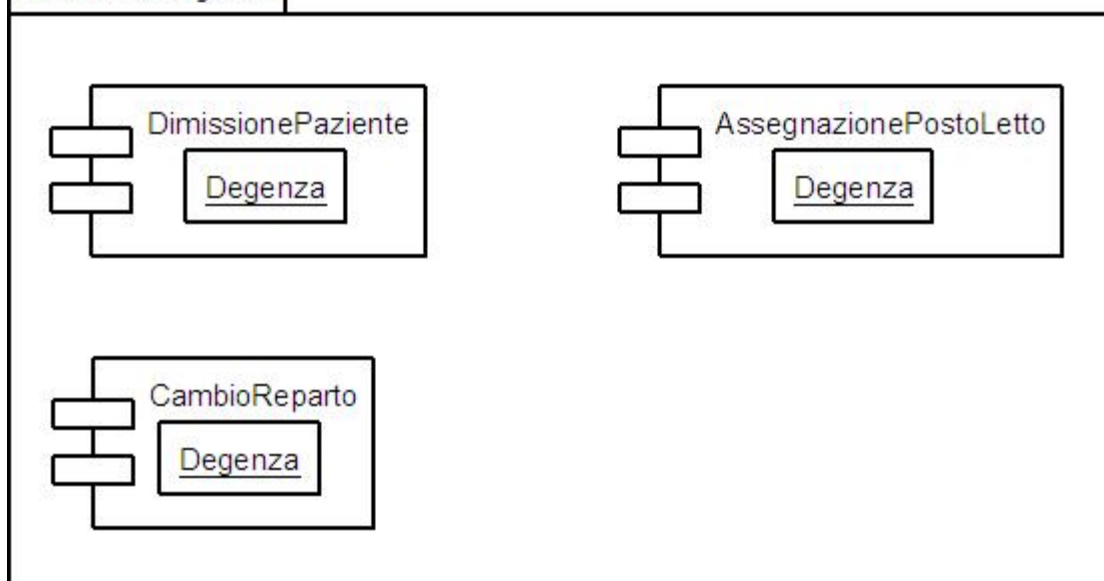 DimissionePaziente
Degenza
AssegnazionePostoLetto
Degenza
CambioReparto
Degenza